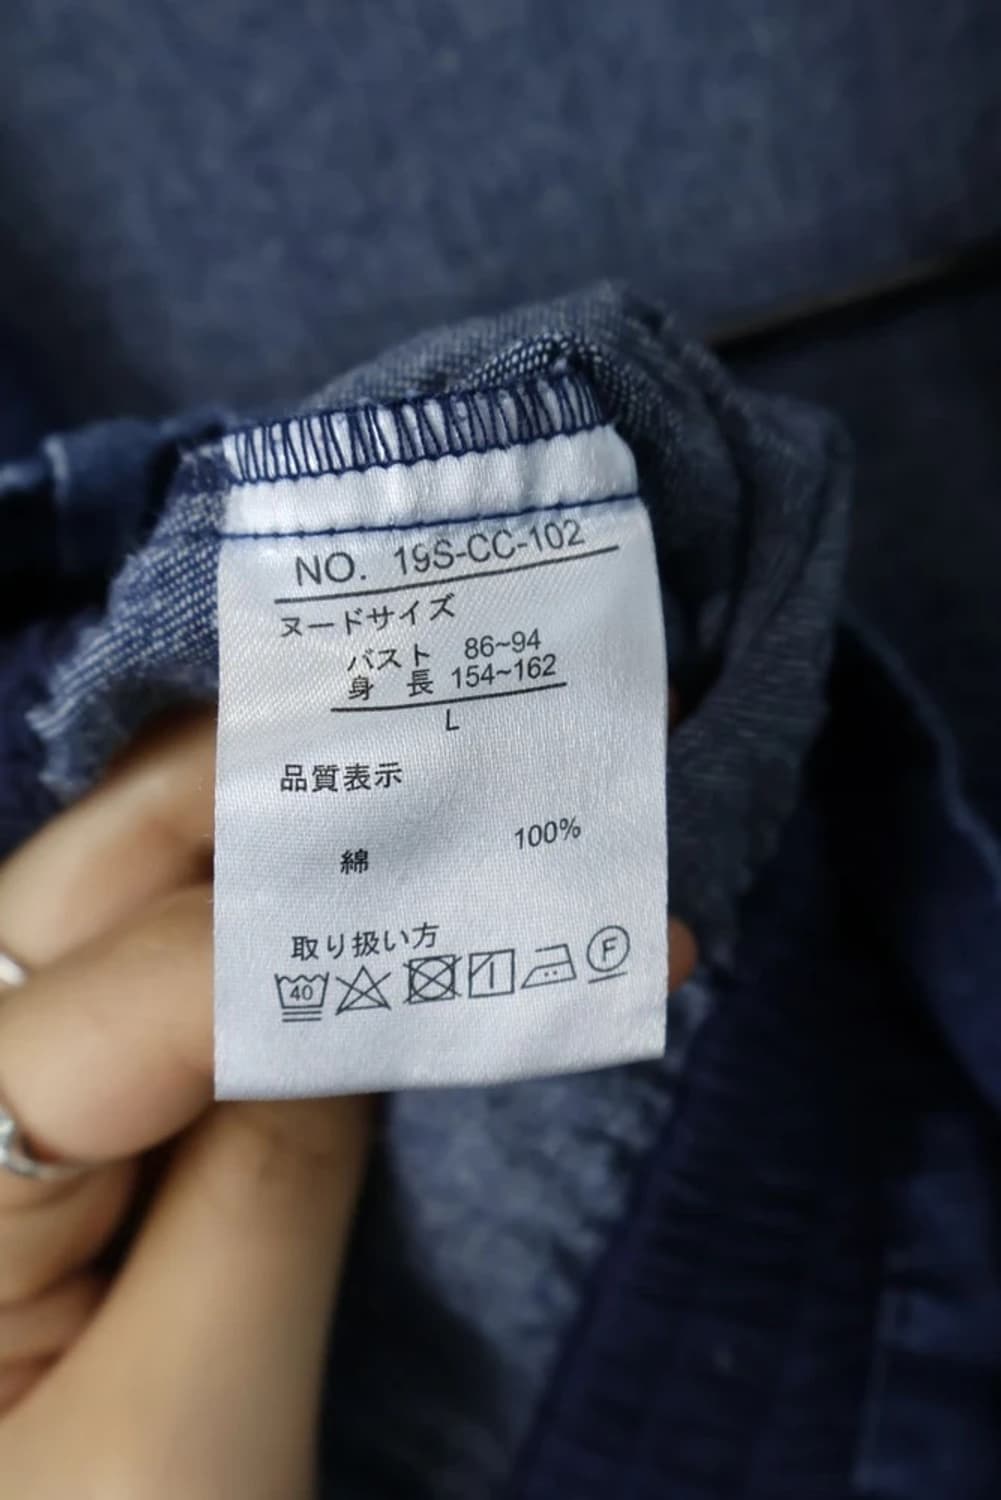 NO. 19S-CC-102
ヌードサイズ
バスト 86~94
身 長 154~162
L
品質表示
綿 100%
取り扱い方
40 F